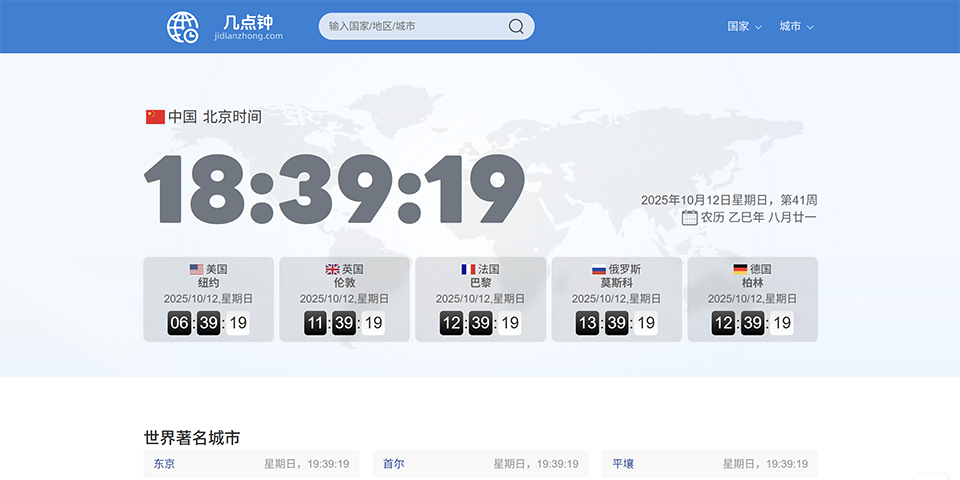 几点钟
jidianzhong.com
输入国家/地区/城市
国家
城市
中国 北京时间
18:39:19
2025年10月12日星期日，第41周
农历 乙巳年 八月廿一
美国
纽约
2025/10/12,星期日
06:39:19
英国
伦敦
2025/10/12,星期日
11:39:19
法国
巴黎
2025/10/12,星期日
12:39:19
俄罗斯
莫斯科
2025/10/12,星期日
13:39:19
德国
柏林
2025/10/12,星期日
12:39:19
世界著名城市
东京 星期日，19:39:19
首尔 星期日，19:39:19
平壤 星期日，19:39:19